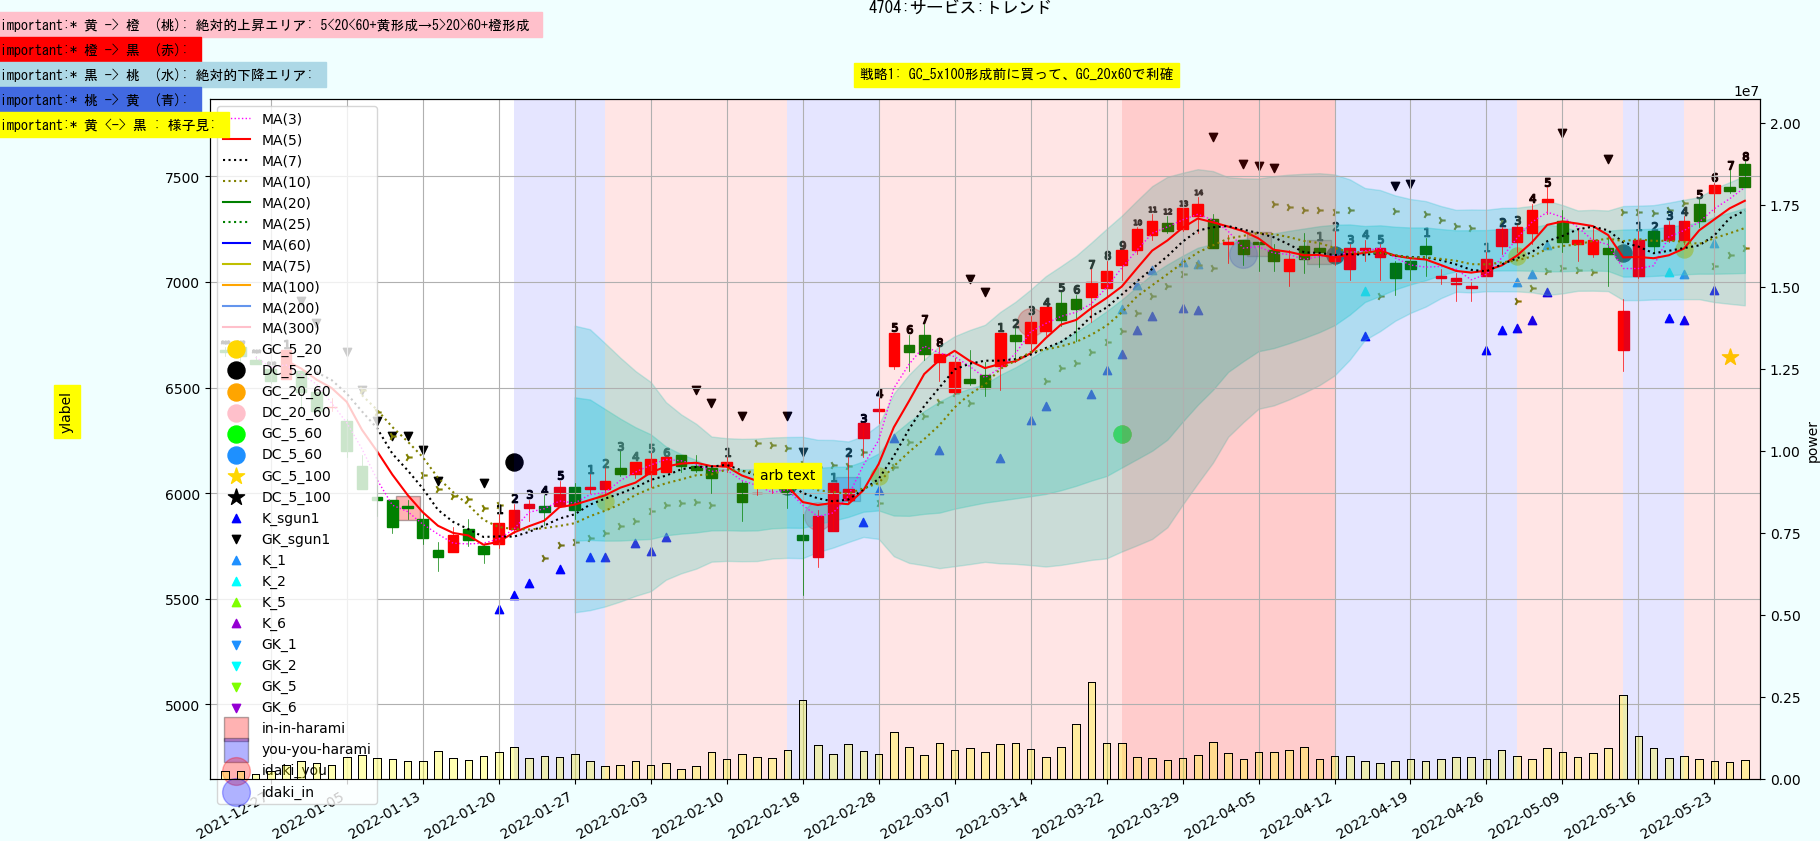 4704:サービス:トレンド
important:* 黄 -> 橙 (桃): 絶対的上昇エリア: 5<20<60+黄形成→5>20>60+橙形成
important:* 橙 -> 黒 (赤):
important:* 黒 -> 桃 (水): 絶対的下降エリア:
戦略1: GC_5x100形成前に買って、GC_20x60で利確
important:* 桃 -> 黄 (青):
important:* 黄 <-> 黒 : 様子見:
1e7
MA(3)
MA(5)
MA(7)
MA(10)
MA(20)
MA(25)
MA(60)
MA(75)
MA(100)
MA(200)
MA(300)
GC_5_20
DC_5_20
GC_20_60
DC_20_60
GC_5_60
DC_5_60
GC_5_100
DC_5_100
K_sgun1
GK_sgun1
K_1
K_2
K_5
K_6
GK_1
GK_2
GK_5
GK_6
in-in-harami
you-you-harami
idaki_you
idaki_in
ylabel
7500
7000
6500
6000
5500
5000
arb text
power
2.00
1.75
1.50
1.25
1.00
0.75
0.50
0.25
0.00
2021-12-27
2022-01-05
2022-01-13
2022-01-20
2022-01-27
2022-02-03
2022-02-10
2022-02-18
2022-02-28
2022-03-07
2022-03-14
2022-03-22
2022-03-29
2022-04-05
2022-04-12
2022-04-19
2022-04-26
2022-05-09
2022-05-16
2022-05-23